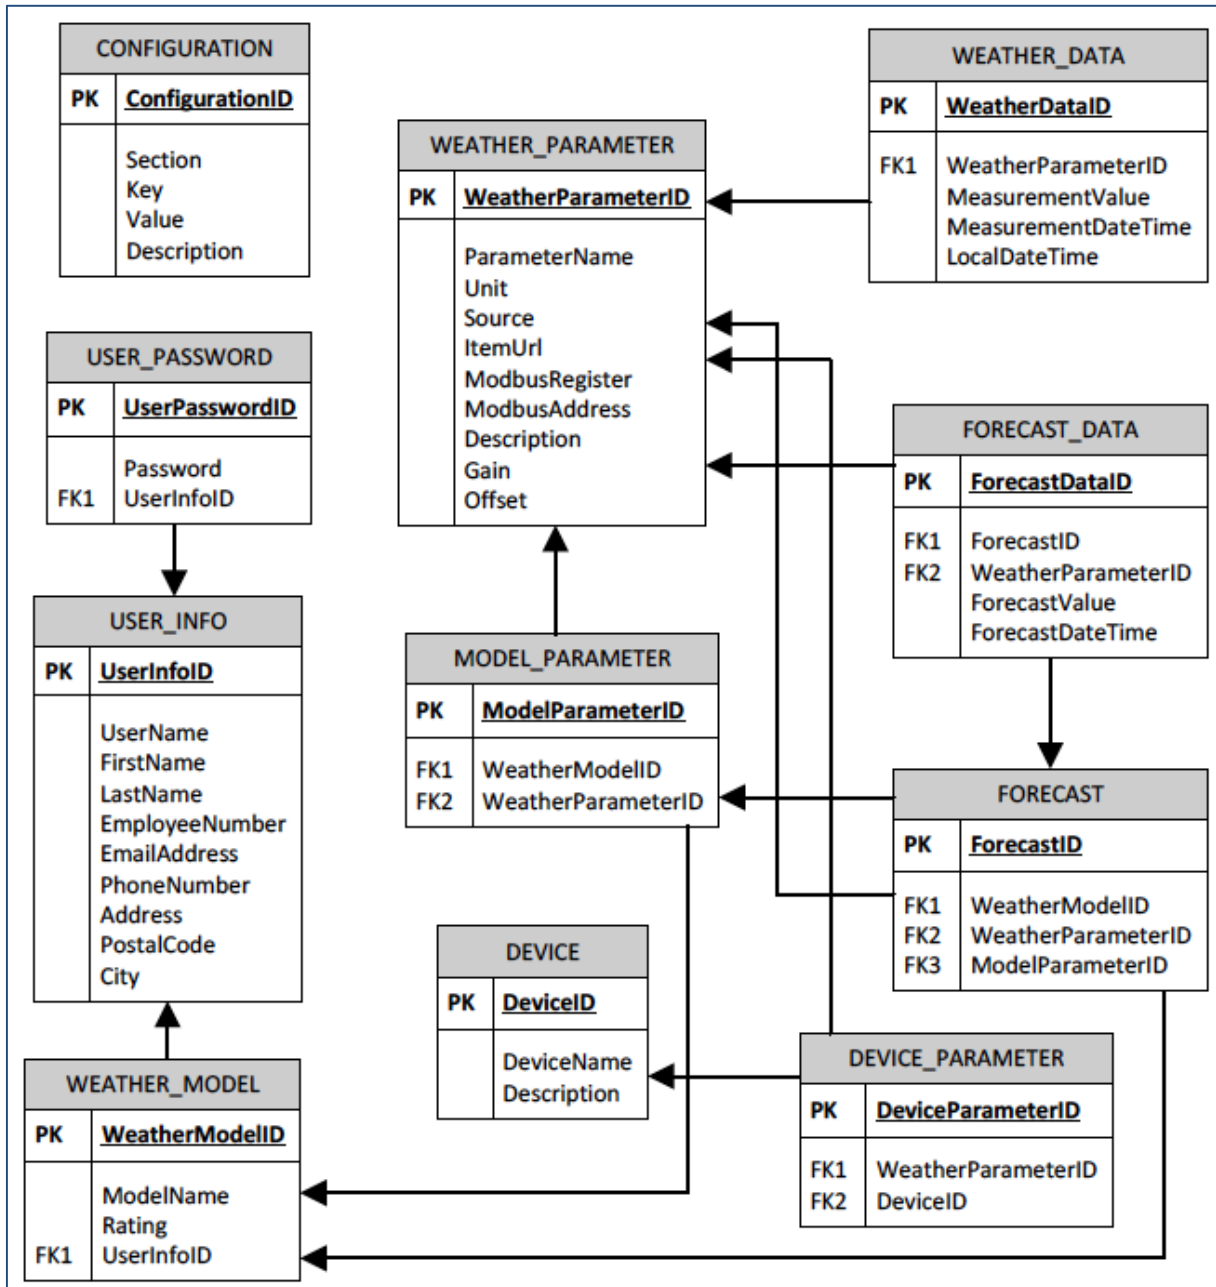 CONFIGURATION
PK ConfigurationID
Section
Key
Value
Description
USER_PASSWORD
PK UserPasswordID
Password
FK1 UserInfoID
USER_INFO
PK UserInfoID
UserName
FirstName
LastName
EmployeeNumber
EmailAddress
PhoneNumber
Address
PostalCode
City
WEATHER_MODEL
PK WeatherModelID
ModelName
Rating
FK1 UserInfoID
WEATHER_PARAMETER
PK WeatherParameterID
ParameterName
Unit
Source
ItemUrl
ModbusRegister
ModbusAddress
Description
Gain
Offset
MODEL_PARAMETER
PK ModelParameterID
FK1 WeatherModelID
FK2 WeatherParameterID
DEVICE
PK DeviceID
DeviceName
Description
WEATHER_DATA
PK WeatherDataID
FK1 WeatherParameterID
MeasurementValue
MeasurementDateTime
LocalDateTime
FORECAST_DATA
PK ForecastDataID
FK1 ForecastID
FK2 WeatherParameterID
ForecastValue
ForecastDateTime
FORECAST
PK ForecastID
FK1 WeatherModelID
FK2 WeatherParameterID
FK3 ModelParameterID
DEVICE_PARAMETER
PK DeviceParameterID
FK1 WeatherParameterID
FK2 DeviceID